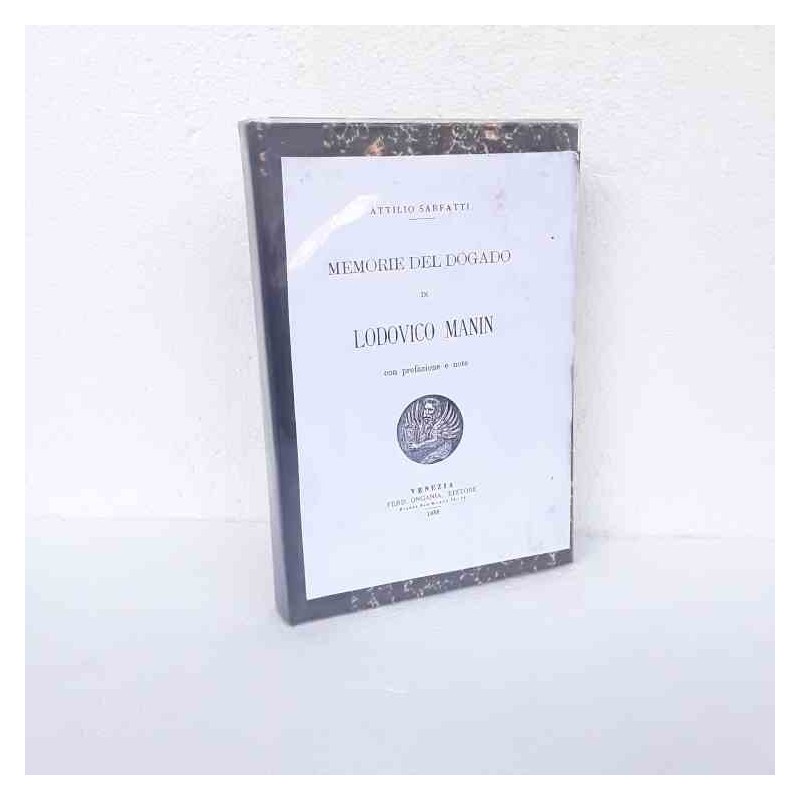 ATTILIO SARFATTI
MEMORIE DEL DOGADO
DI
LODOVICO MANIN
con prefazione e note
VENEZIA
FERD. ONGANIA, EDITORE